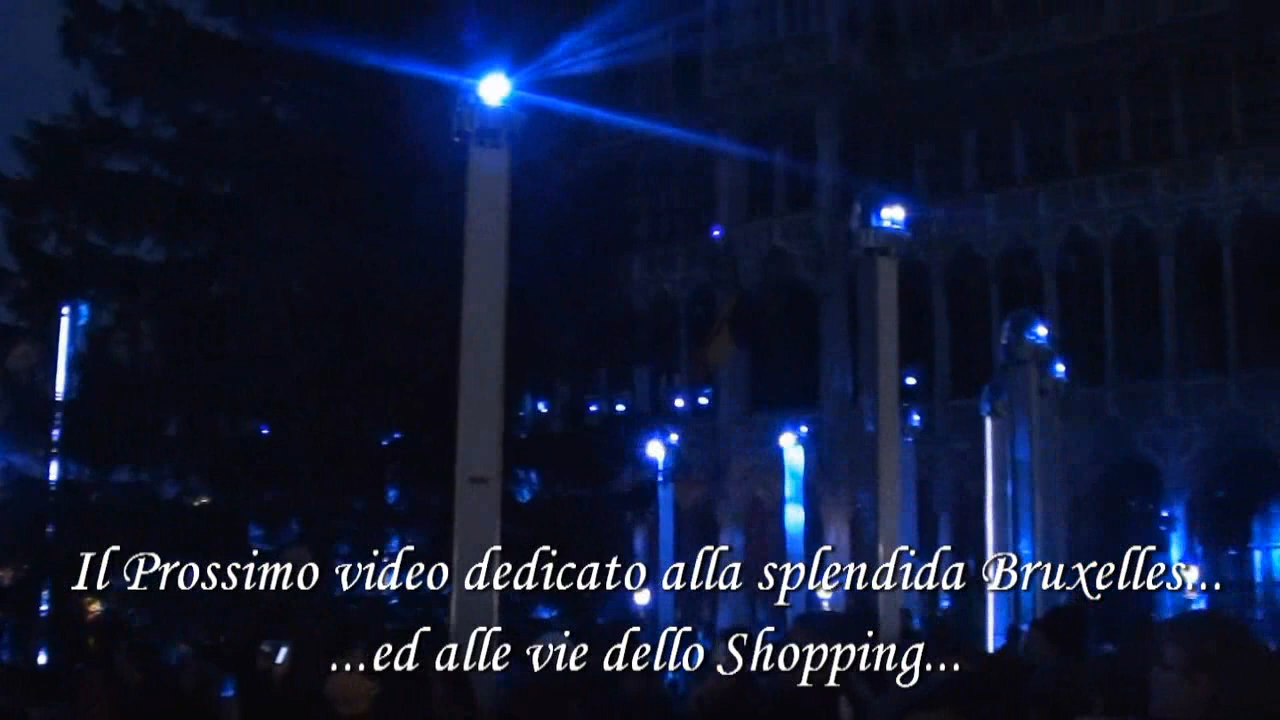 Il Prossimo video dedicato alla splendida Bruxelles...
...ed alle vie dello Shopping...